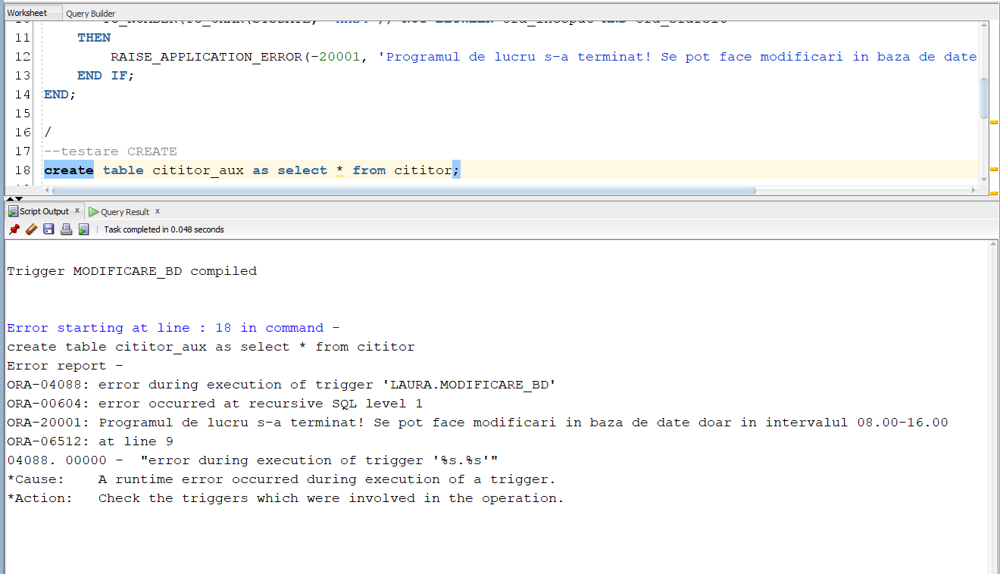 Worksheet Query Builder
11 THEN
12 RAISE_APPLICATION_ERROR(-20001, 'Programul de lucru s-a terminat! Se pot face modificari in baza de date
13 END IF;
14 END;
15
16 /
17 --testare CREATE
18 create table cititor_aux as select * from cititor;
Script Output x Query Result x
Task completed in 0.048 seconds
Trigger MODIFICARE_BD compiled
Error starting at line : 18 in command -
create table cititor_aux as select * from cititor
Error report -
ORA-04088: error during execution of trigger 'LAURA.MODIFICARE_BD'
ORA-00604: error occurred at recursive SQL level 1
ORA-20001: Programul de lucru s-a terminat! Se pot face modificari in baza de date doar in intervalul 08.00-16.00
ORA-06512: at line 9
04088. 00000 - "error during execution of trigger '%s.%s'"
*Cause: A runtime error occurred during execution of a trigger.
*Action: Check the triggers which were involved in the operation.